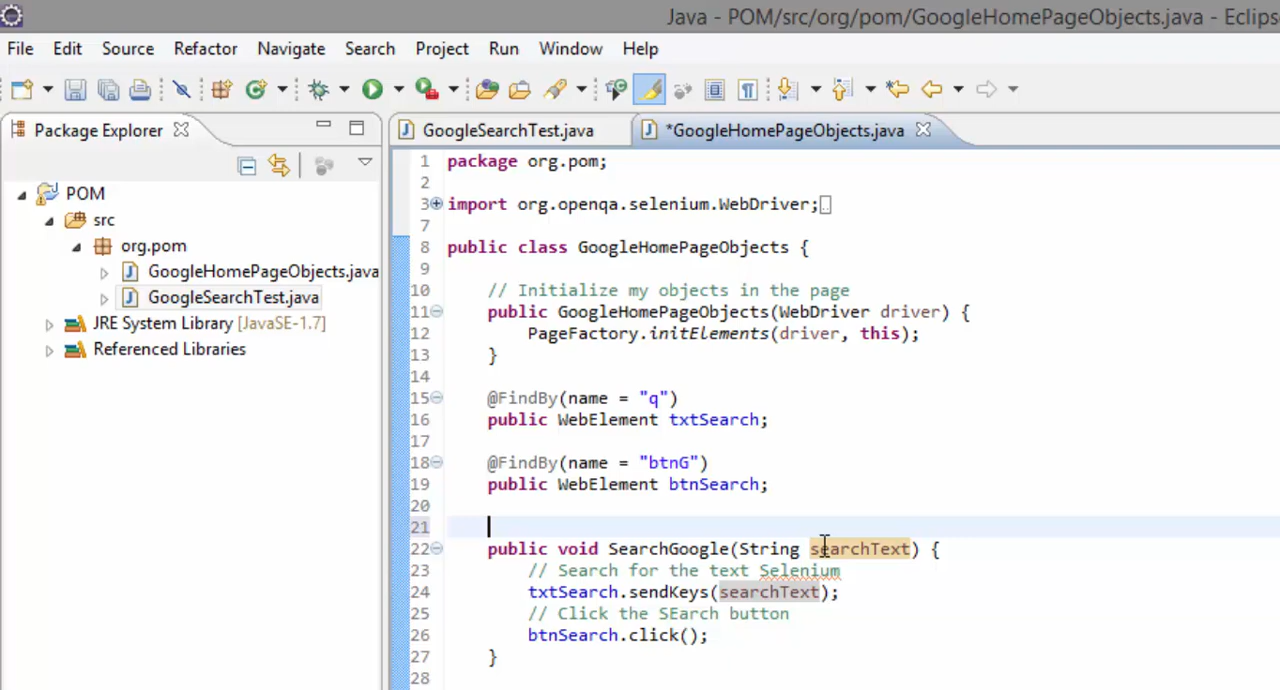 Java - POM/src/org/pom/GoogleHomePageObjects.java - Eclips
File Edit Source Refactor Navigate Search Project Run Window Help
Package Explorer
GoogleSearchTest.java
*GoogleHomePageObjects.java
POM
src
org.pom
GoogleHomePageObjects.java
GoogleSearchTest.java
JRE System Library [JavaSE-1.7]
Referenced Libraries
1 package org.pom;
2
3 import org.openqa.selenium.WebDriver;
7
8 public class GoogleHomePageObjects {
9
10 // Initialize my objects in the page
11 public GoogleHomePageObjects(WebDriver driver) {
12 PageFactory.initElements(driver, this);
13 }
14
15 @FindBy(name = "q")
16 public WebElement txtSearch;
17
18 @FindBy(name = "btnG")
19 public WebElement btnSearch;
20
21
22 public void SearchGoogle(String searchText) {
23 // Search for the text Selenium
24 txtSearch.sendKeys(searchText);
25 // Click the SEarch button
26 btnSearch.click();
27 }
28